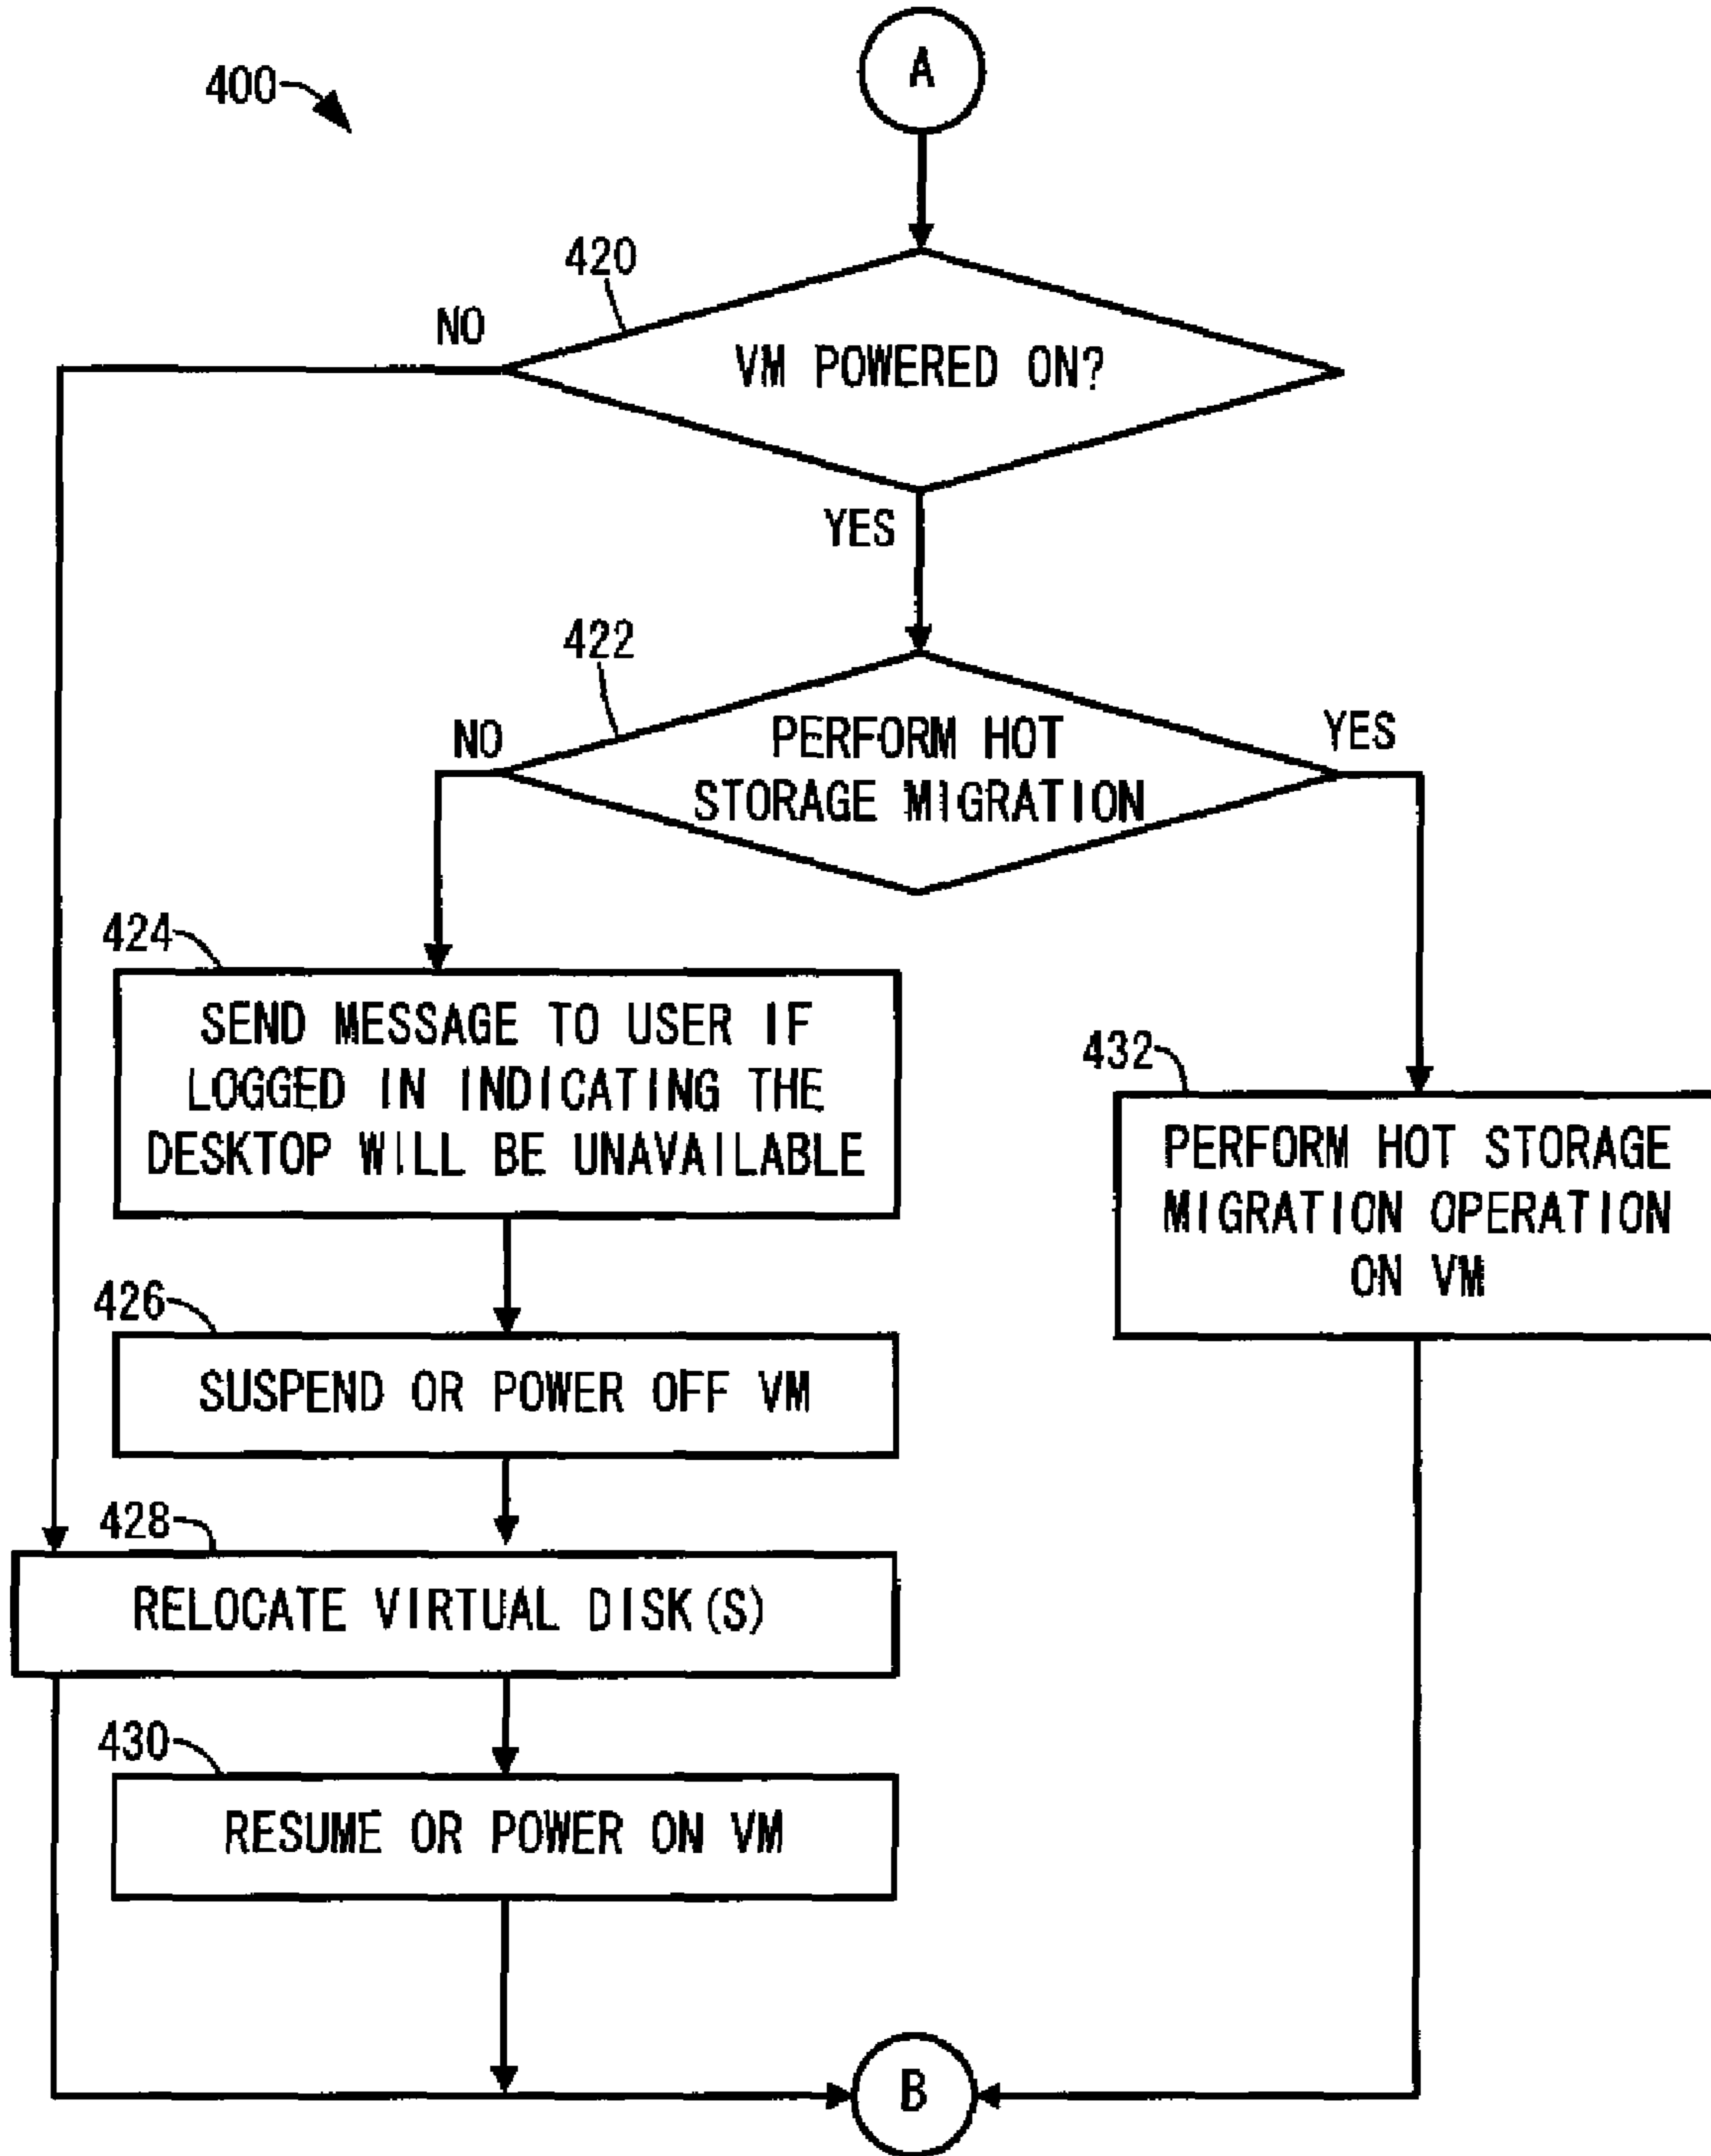 A
400
420
NO
VM POWERED ON?
YES
422
NO
PERFORM HOT
STORAGE MIGRATION
YES
424
SEND MESSAGE TO USER IF
LOGGED IN INDICATING THE
DESKTOP WILL BE UNAVAILABLE
432
PERFORM HOT STORAGE
MIGRATION OPERATION
ON VM
426
SUSPEND OR POWER OFF VM
428
RELOCATE VIRTUAL DISK(S)
430
RESUME OR POWER ON VM
B